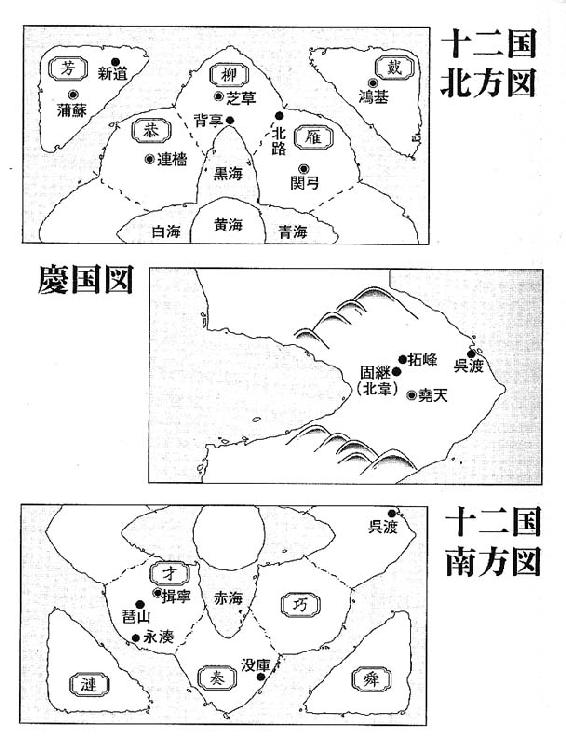 十二国
北方図
芳
新道
蒲蘇
柳
芝草
背享
戴
鴻基
恭
連檣
北路
雁
関弓
黒海
白海
黄海
青海
慶国図
拓峰
固継
(北韋)
呉渡
堯天
十二国
南方図
呉渡
才
揖寧
琶山
永湊
赤海
巧
漣
奏
没庫
舜